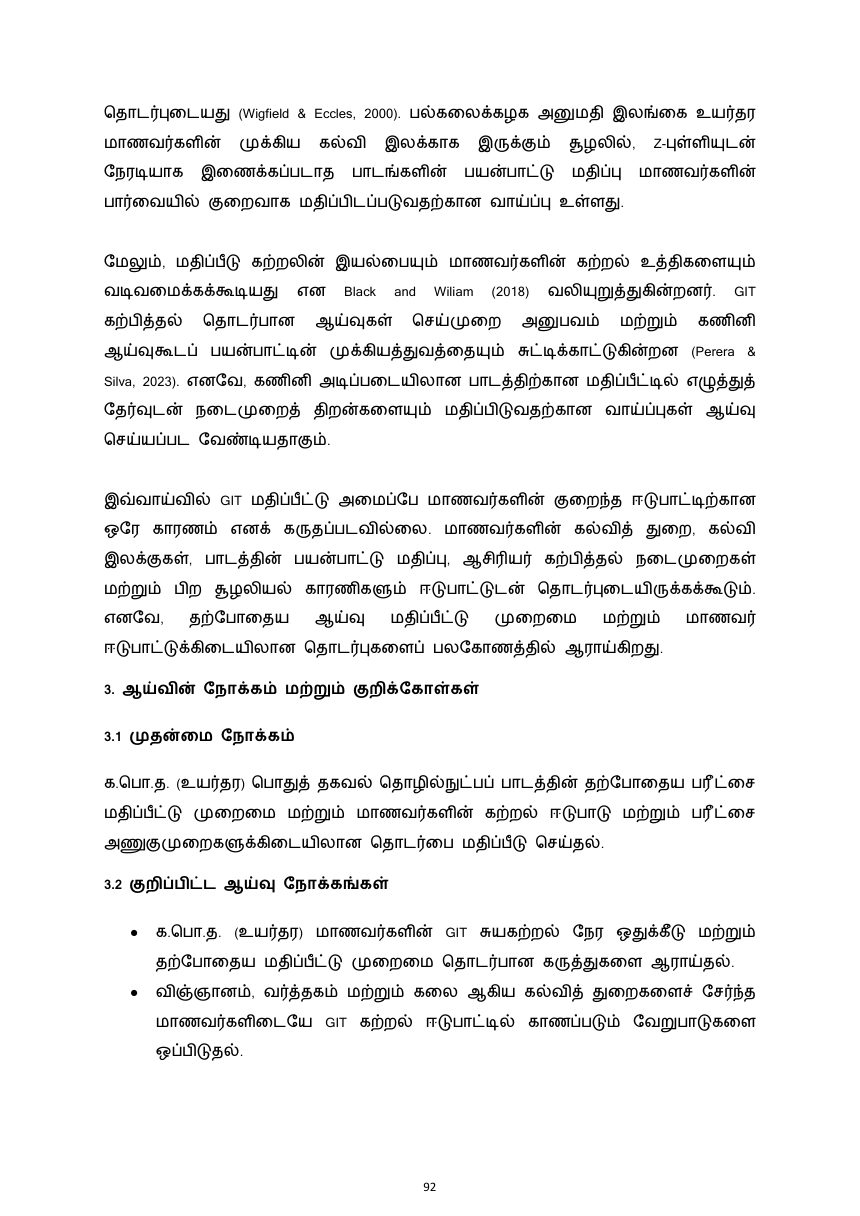 தொடர்புடையது (Wigfield & Eccles, 2000). பல்கலைக்கழக அனுமதி இலங்கை உயர்தர
மாணவர்களின் முக்கிய கல்வி இலக்காக இருக்கும் சூழலில், Z-புள்ளியுடன்
நேரடியாக இணைக்கப்படாத பாடங்களின் பயன்பாட்டு மதிப்பு மாணவர்களின்
பார்வையில் குறைவாக மதிப்பிடப்படுவதற்கான வாய்ப்பு உள்ளது.
மேலும், மதிப்பீடு கற்றலின் இயல்பையும் மாணவர்களின் கற்றல் உத்திகளையும்
வடிவமைக்கக்கூடியது என Black and Wiliam (2018) வலியுறுத்துகின்றனர். GIT
கற்பித்தல் தொடர்பான ஆய்வுகள் செய்முறை அனுபவம் மற்றும் கணினி
ஆய்வுகூடப் பயன்பாட்டின் முக்கியத்துவத்தையும் சுட்டிக்காட்டுகின்றன (Perera &
Silva, 2023). எனவே, கணினி அடிப்படையிலான பாடத்திற்கான மதிப்பீட்டில் எழுத்துத்
தேர்வுடன் நடைமுறைத் திறன்களையும் மதிப்பிடுவதற்கான வாய்ப்புகள் ஆய்வு
செய்யப்பட வேண்டியதாகும்.
இவ்வாய்வில் GIT மதிப்பீட்டு அமைப்பே மாணவர்களின் குறைந்த ஈடுபாட்டிற்கான
ஒரே காரணம் எனக் கருதப்படவில்லை. மாணவர்களின் கல்வித் துறை, கல்வி
இலக்குகள், பாடத்தின் பயன்பாட்டு மதிப்பு, ஆசிரியர் கற்பித்தல் நடைமுறைகள்
மற்றும் பிற சூழலியல் காரணிகளும் ஈடுபாட்டுடன் தொடர்புடையிருக்கக்கூடும்.
எனவே, தற்போதைய ஆய்வு மதிப்பீட்டு முறைமை மற்றும் மாணவர்
ஈடுபாட்டுக்கிடையிலான தொடர்புகளைப் பலகோணத்தில் ஆராய்கிறது.
3. ஆய்வின் நோக்கம் மற்றும் குறிக்கோள்கள்
3.1 முதன்மை நோக்கம்
க.பொ.த. (உயர்தர) பொதுத் தகவல் தொழில்நுட்பப் பாடத்தின் தற்போதைய பரீட்சை
மதிப்பீட்டு முறைமை மற்றும் மாணவர்களின் கற்றல் ஈடுபாடு மற்றும் பரீட்சை
அணுகுமுறைகளுக்கிடையிலான தொடர்பை மதிப்பீடு செய்தல்.
3.2 குறிப்பிட்ட ஆய்வு நோக்கங்கள்
● க.பொ.த. (உயர்தர) மாணவர்களின் GIT சுயகற்றல் நேர ஒதுக்கீடு மற்றும்
தற்போதைய மதிப்பீட்டு முறைமை தொடர்பான கருத்துகளை ஆராய்தல்.
● விஞ்ஞானம், வர்த்தகம் மற்றும் கலை ஆகிய கல்வித் துறைகளைச் சேர்ந்த
மாணவர்களிடையே GIT கற்றல் ஈடுபாட்டில் காணப்படும் வேறுபாடுகளை
ஒப்பிடுதல்.
92